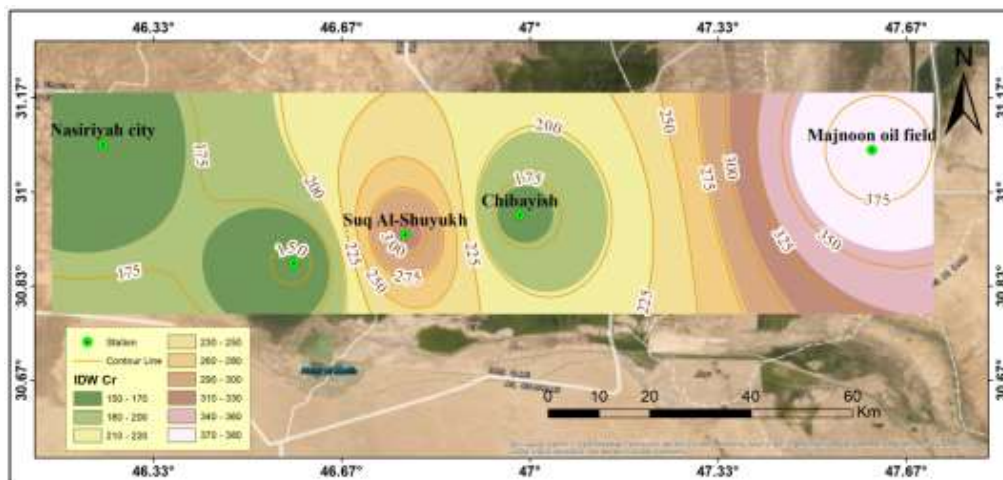 46.33° 46.67° 47° 47.33° 47.67°
31.17° 31.17°
N
Nasiriyah city
Majnoon oil field
Suq Al-Shuyukh
Chibayish
175
200
225
250
275
300
200
175
225
250
275
300
325
350
375
150
175
225
31° 31°
30.83° 30.83°
30.67° 30.67°
Station
Contour Line
IDW Cr
150 - 170
180 - 200
210 - 220
230 - 250
260 - 280
290 - 300
310 - 330
340 - 360
370 - 380
0 10 20 40 60
Km
46.33° 46.67° 47° 47.33° 47.67°